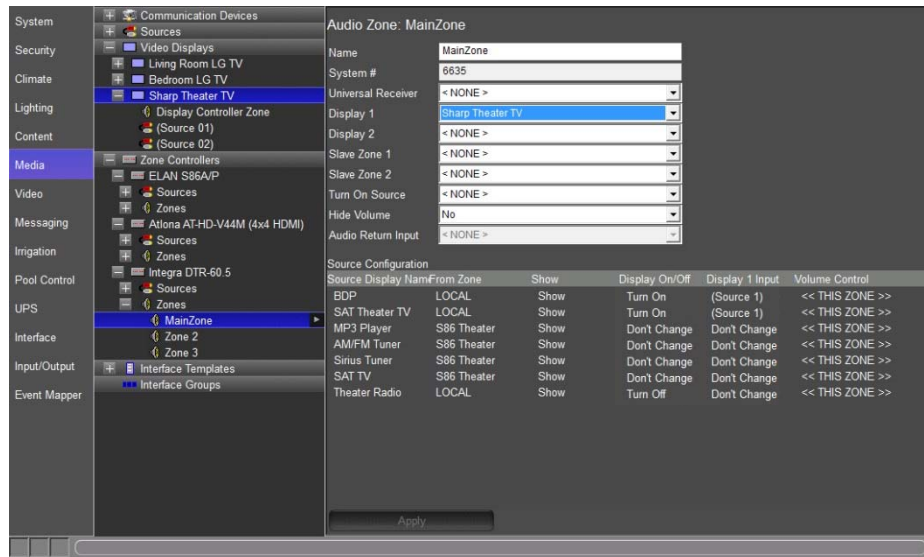 System
Security
Climate
Lighting
Content
Media
Video
Messaging
Irrigation
Pool Control
UPS
Interface
Input/Output
Event Mapper
Communication Devices
Sources
Video Displays
Living Room LG TV
Bedroom LG TV
Sharp Theater TV
Display Controller Zone
(Source 01)
(Source 02)
Zone Controllers
ELAN S86A/P
Sources
Zones
Atlona AT-HD-V44M (4x4 HDMI)
Sources
Zones
Integra DTR-60.5
Sources
Zones
MainZone
Zone 2
Zone 3
Interface Templates
Interface Groups
Audio Zone: MainZone
Name MainZone
System # 6635
Universal Receiver < NONE >
Display 1 Sharp Theater TV
Display 2 < NONE >
Slave Zone 1 < NONE >
Slave Zone 2 < NONE >
Turn On Source < NONE >
Hide Volume No
Audio Return Input < NONE >
Source Configuration
Source Display Name From Zone Show Display On/Off Display 1 Input Volume Control
BDP LOCAL Show Turn On (Source 1) << THIS ZONE >>
SAT Theater TV LOCAL Show Turn On (Source 1) << THIS ZONE >>
MP3 Player S86 Theater Show Don't Change Don't Change << THIS ZONE >>
AM/FM Tuner S86 Theater Show Don't Change Don't Change << THIS ZONE >>
Sirius Tuner S86 Theater Show Don't Change Don't Change << THIS ZONE >>
SAT TV S86 Theater Show Don't Change Don't Change << THIS ZONE >>
Theater Radio LOCAL Show Turn Off Don't Change << THIS ZONE >>
Apply